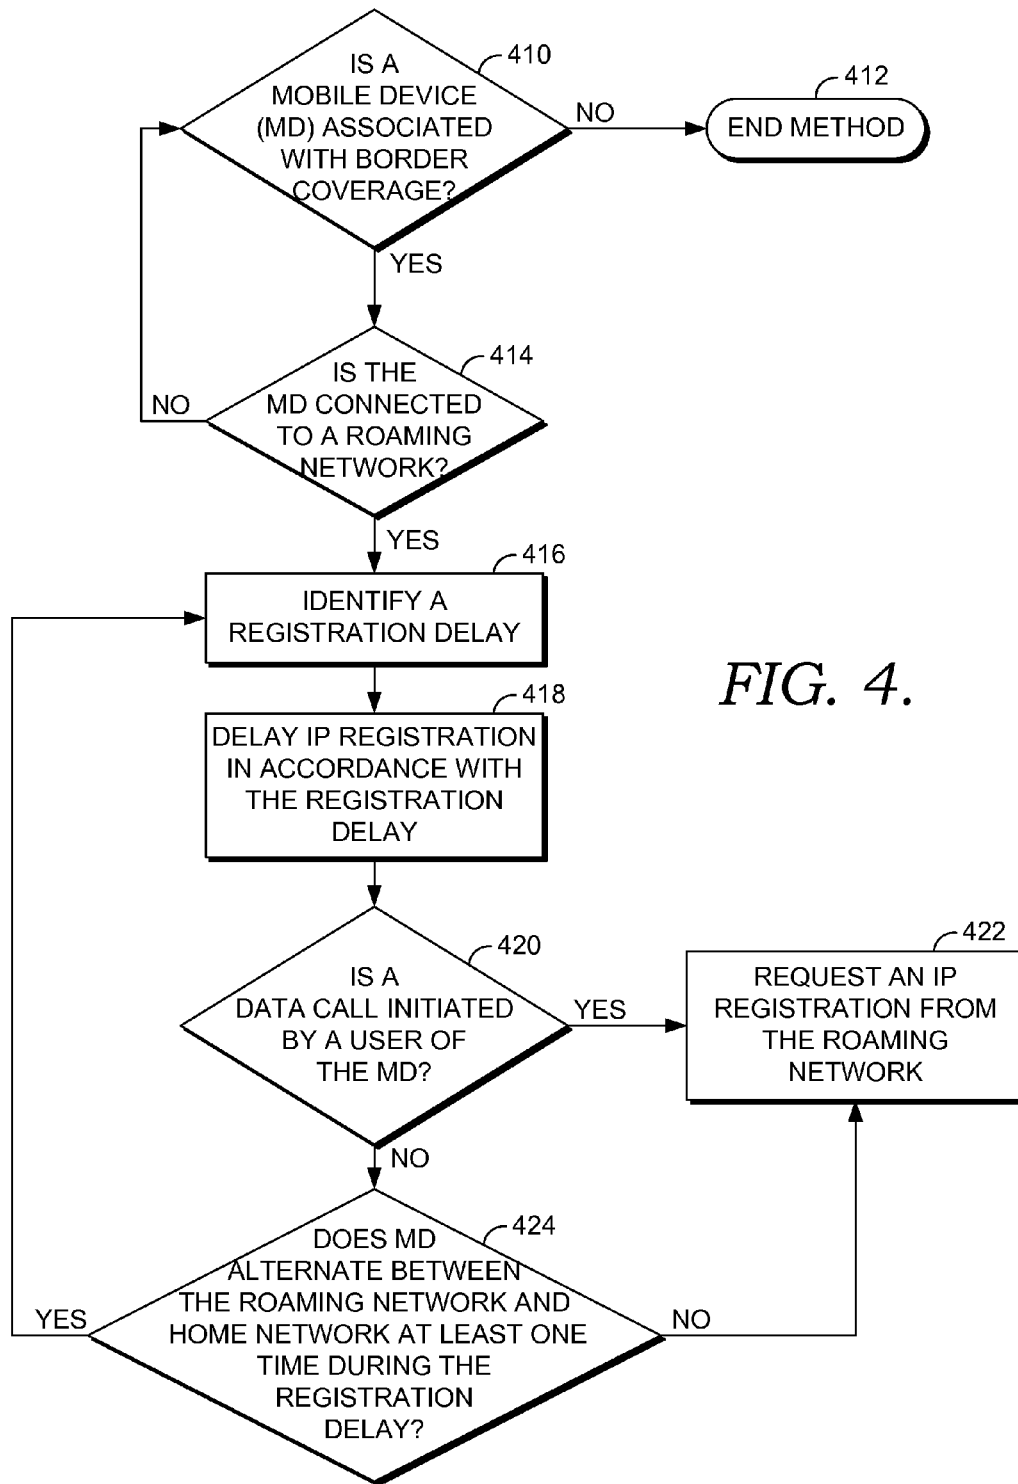 410
IS A
MOBILE DEVICE
(MD) ASSOCIATED
WITH BORDER
COVERAGE?
NO
412
END METHOD
YES
414
IS THE
MD CONNECTED
TO A ROAMING
NETWORK?
NO
YES
416
IDENTIFY A
REGISTRATION DELAY
FIG. 4.
418
DELAY IP REGISTRATION
IN ACCORDANCE WITH
THE REGISTRATION
DELAY
420
IS A
DATA CALL INITIATED
BY A USER OF
THE MD?
YES
422
REQUEST AN IP
REGISTRATION FROM
THE ROAMING
NETWORK
NO
424
DOES MD
ALTERNATE BETWEEN
THE ROAMING NETWORK AND
HOME NETWORK AT LEAST ONE
TIME DURING THE
REGISTRATION
DELAY?
YES
NO